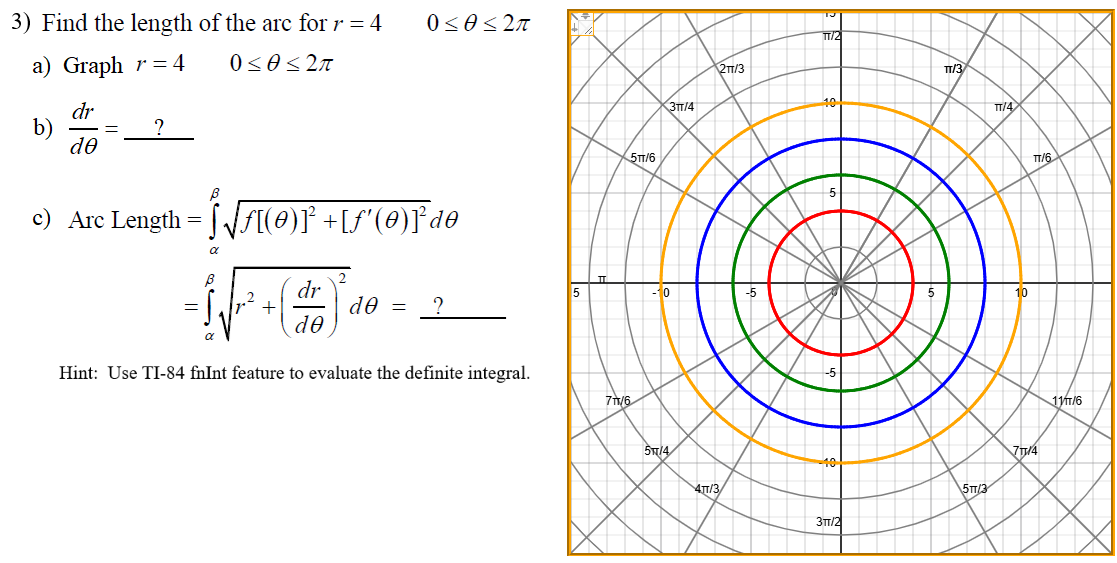 3) Find the length of the arc for r = 4 0 ≤ θ ≤ 2π
a) Graph r = 4 0 ≤ θ ≤ 2π
b) dr/dθ = ?
c) Arc Length = ∫_α^β √(f[(θ)]² + [f'(θ)]²) dθ
= ∫_α^β √(r² + (dr/dθ)²) dθ = ?
Hint: Use TI-84 fnInt feature to evaluate the definite integral.
π/2
2π/3 π/3
3π/4 10 π/4
5π/6 π/6
5
π
5 -10 -5 0 5 10
-5
7π/6 11π/6
5π/4 -10 7π/4
4π/3 5π/3
3π/2